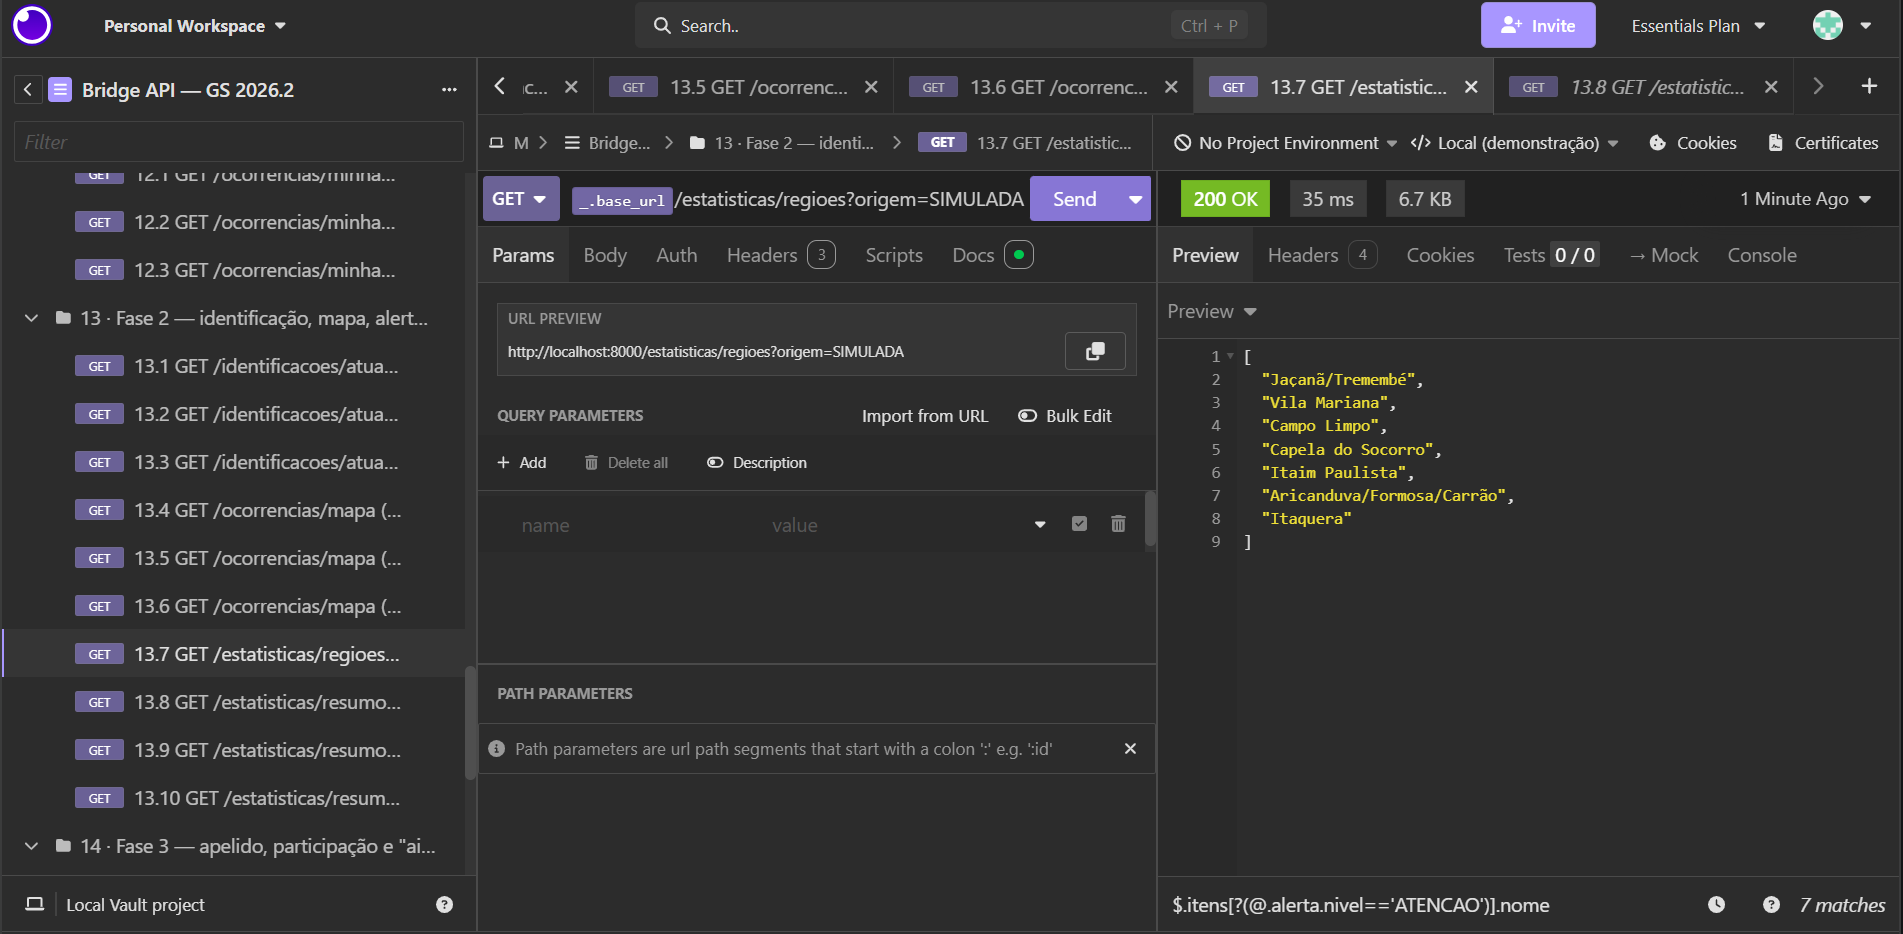 Personal Workspace
Search..
Ctrl + P
Invite
Essentials Plan
Bridge API — GS 2026.2
Filter
GET 12.1 GET /ocorrencias/minha...
GET 12.2 GET /ocorrencias/minha...
GET 12.3 GET /ocorrencias/minha...
13 · Fase 2 — identificação, mapa, alert...
GET 13.1 GET /identificacoes/atua...
GET 13.2 GET /identificacoes/atua...
GET 13.3 GET /identificacoes/atua...
GET 13.4 GET /ocorrencias/mapa (...
GET 13.5 GET /ocorrencias/mapa (...
GET 13.6 GET /ocorrencias/mapa (...
GET 13.7 GET /estatisticas/regioes...
GET 13.8 GET /estatisticas/resumo...
GET 13.9 GET /estatisticas/resumo...
GET 13.10 GET /estatisticas/resum...
14 · Fase 3 — apelido, participação e "ai...
Local Vault project
c...
GET 13.5 GET /ocorrenc...
GET 13.6 GET /ocorrenc...
GET 13.7 GET /estatistic...
GET 13.8 GET /estatistic...
M
Bridge...
13 · Fase 2 — identi...
GET 13.7 GET /estatistic...
No Project Environment
Local (demonstração)
Cookies
Certificates
GET
_.base_url/estatisticas/regioes?origem=SIMULADA
Send
200 OK
35 ms
6.7 KB
1 Minute Ago
Params
Body
Auth
Headers 3
Scripts
Docs
Preview
Headers 4
Cookies
Tests 0 / 0
→ Mock
Console
URL PREVIEW
http://localhost:8000/estatisticas/regioes?origem=SIMULADA
QUERY PARAMETERS
Import from URL
Bulk Edit
Add
Delete all
Description
name
value
PATH PARAMETERS
Path parameters are url path segments that start with a colon ':' e.g. ':id'
Preview
1 [
2 "Jaçanã/Tremembé",
3 "Vila Mariana",
4 "Campo Limpo",
5 "Capela do Socorro",
6 "Itaim Paulista",
7 "Aricanduva/Formosa/Carrão",
8 "Itaquera"
9 ]
$.itens[?(@.alerta.nivel=='ATENCAO')].nome
7 matches